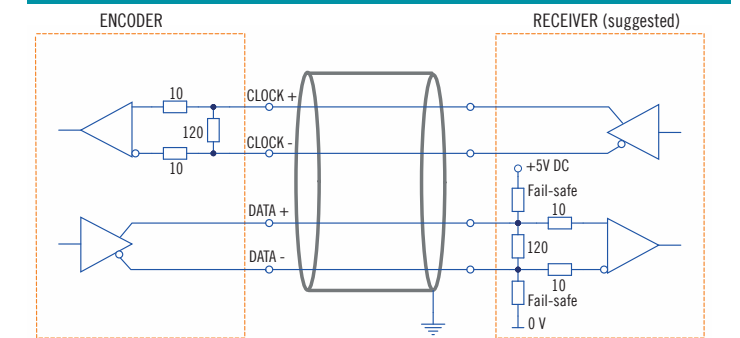 ENCODER
RECEIVER (suggested)
10
CLOCK +
120
CLOCK -
10
+5V DC
Fail-safe
DATA +
10
120
DATA -
10
Fail-safe
0 V